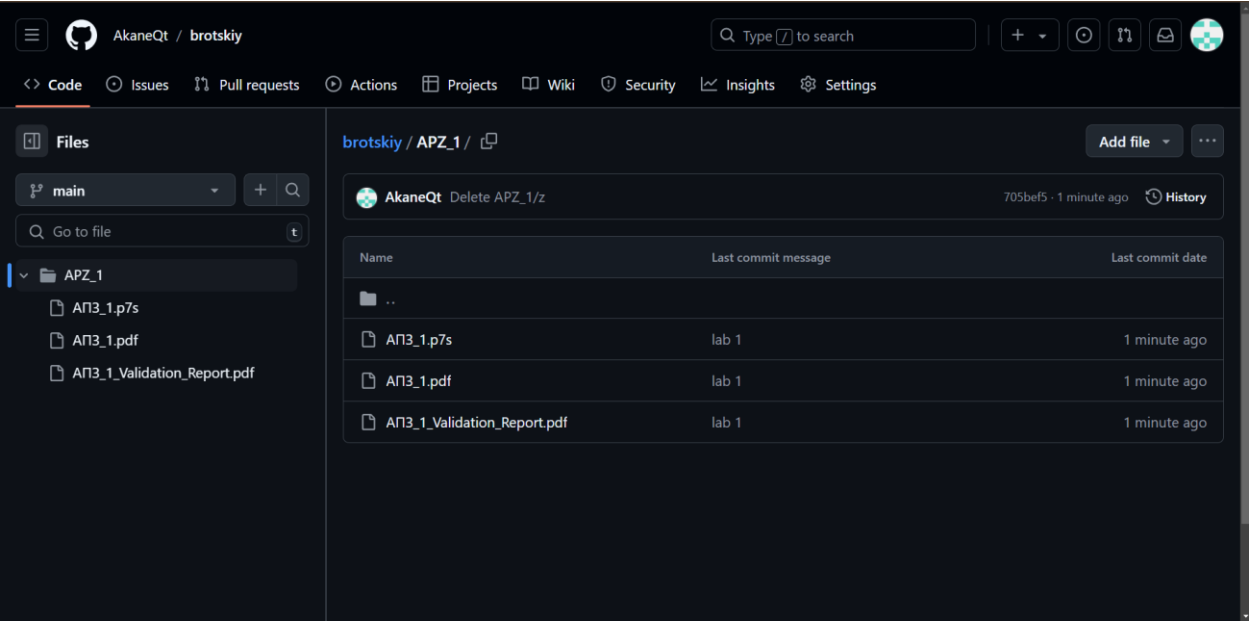 AkaneQt / brotskiy
Type / to search
Code Issues Pull requests Actions Projects Wiki Security Insights Settings
Files
main
Go to file t
APZ_1
АПЗ_1.p7s
АПЗ_1.pdf
АПЗ_1_Validation_Report.pdf
brotskiy / APZ_1 /
Add file
AkaneQt Delete APZ_1/z 705bef5 · 1 minute ago History
Name Last commit message Last commit date
..
АПЗ_1.p7s lab 1 1 minute ago
АПЗ_1.pdf lab 1 1 minute ago
АПЗ_1_Validation_Report.pdf lab 1 1 minute ago